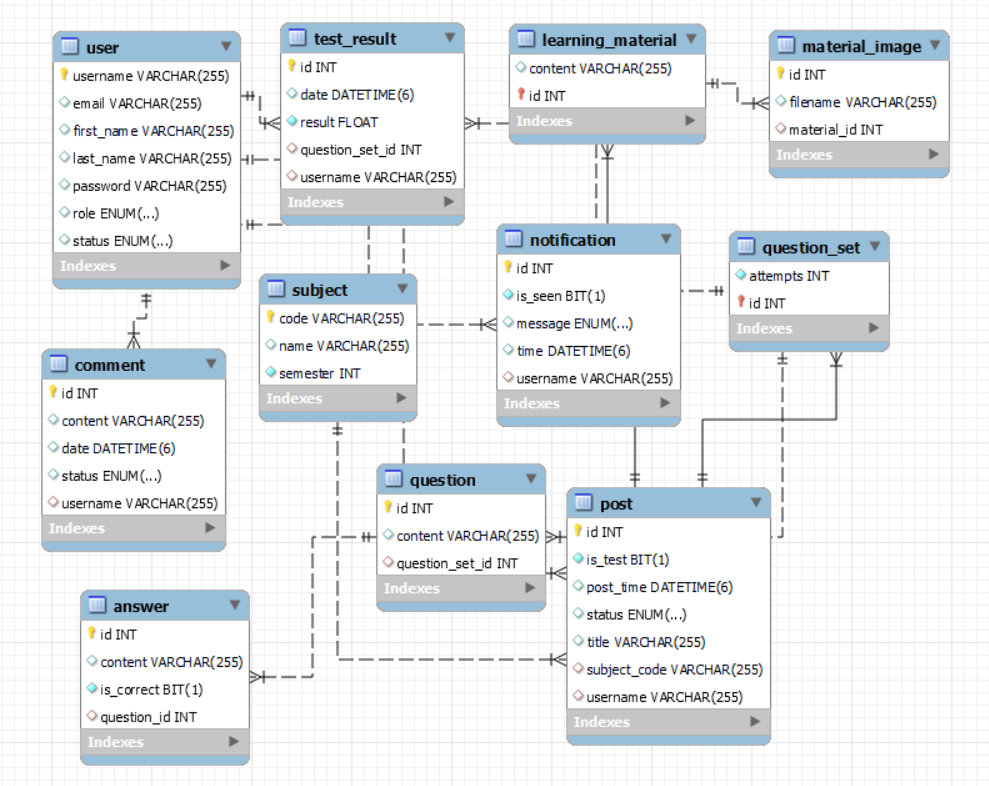 user
username VARCHAR(255)
email VARCHAR(255)
first_name VARCHAR(255)
last_name VARCHAR(255)
password VARCHAR(255)
role ENUM(...)
status ENUM(...)
Indexes
test_result
id INT
date DATETIME(6)
result FLOAT
question_set_id INT
username VARCHAR(255)
Indexes
learning_material
content VARCHAR(255)
id INT
Indexes
material_image
id INT
filename VARCHAR(255)
material_id INT
Indexes
subject
code VARCHAR(255)
name VARCHAR(255)
semester INT
Indexes
notification
id INT
is_seen BIT(1)
message ENUM(...)
time DATETIME(6)
username VARCHAR(255)
Indexes
question_set
attempts INT
id INT
Indexes
comment
id INT
content VARCHAR(255)
date DATETIME(6)
status ENUM(...)
username VARCHAR(255)
Indexes
question
id INT
content VARCHAR(255)
question_set_id INT
Indexes
post
id INT
is_test BIT(1)
post_time DATETIME(6)
status ENUM(...)
title VARCHAR(255)
subject_code VARCHAR(255)
username VARCHAR(255)
Indexes
answer
id INT
content VARCHAR(255)
is_correct BIT(1)
question_id INT
Indexes